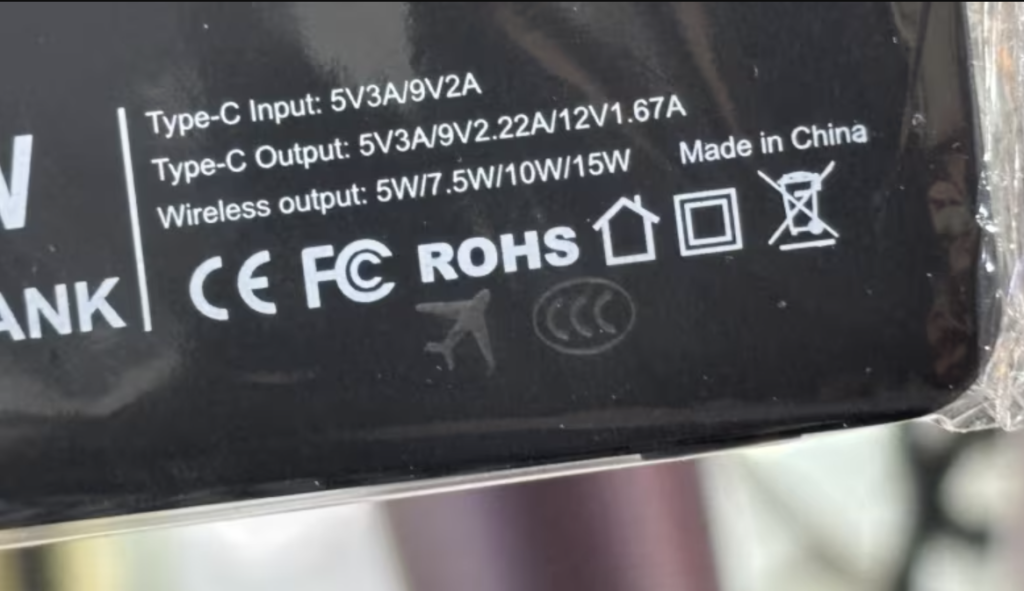 Type-C Input: 5V3A/9V2A
Type-C Output: 5V3A/9V2.22A/12V1.67A
Wireless output: 5W/7.5W/10W/15W
Made in China
W
ANK
CE FC ROHS
CCC